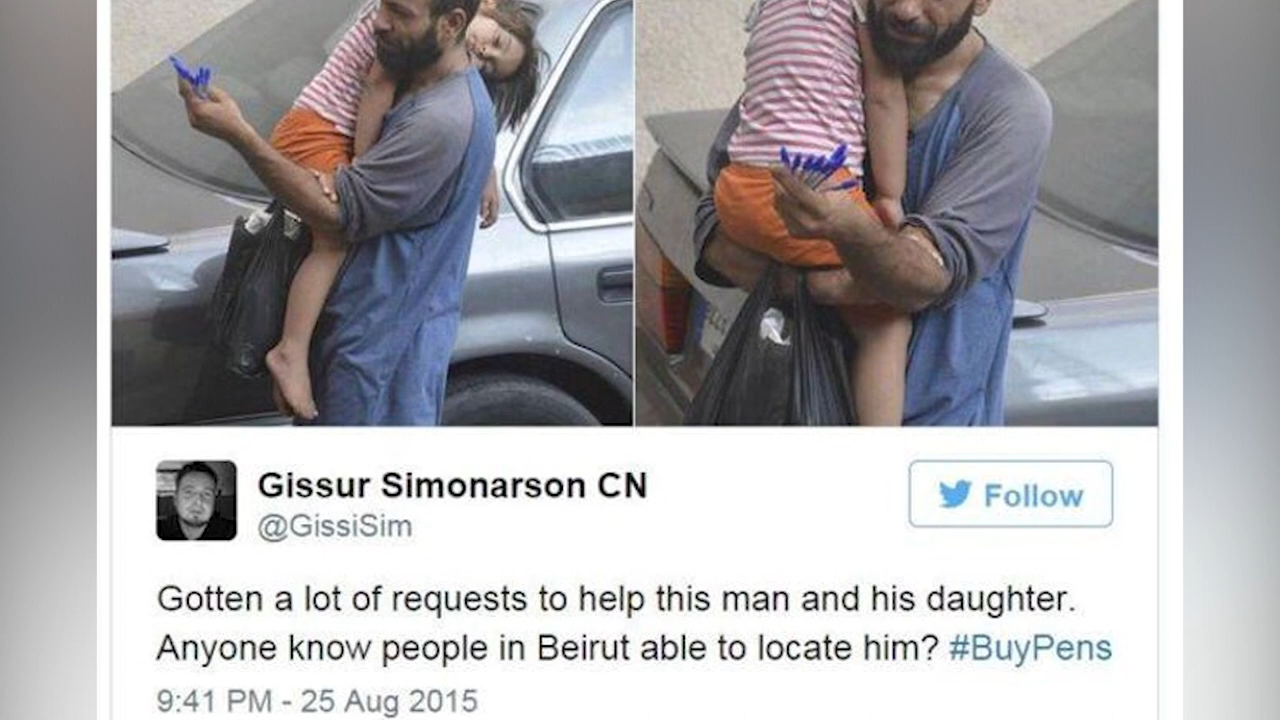 Gissur Simonarson CN
@GissiSim
Follow
Gotten a lot of requests to help this man and his daughter.
Anyone know people in Beirut able to locate him? #BuyPens
9:41 PM - 25 Aug 2015